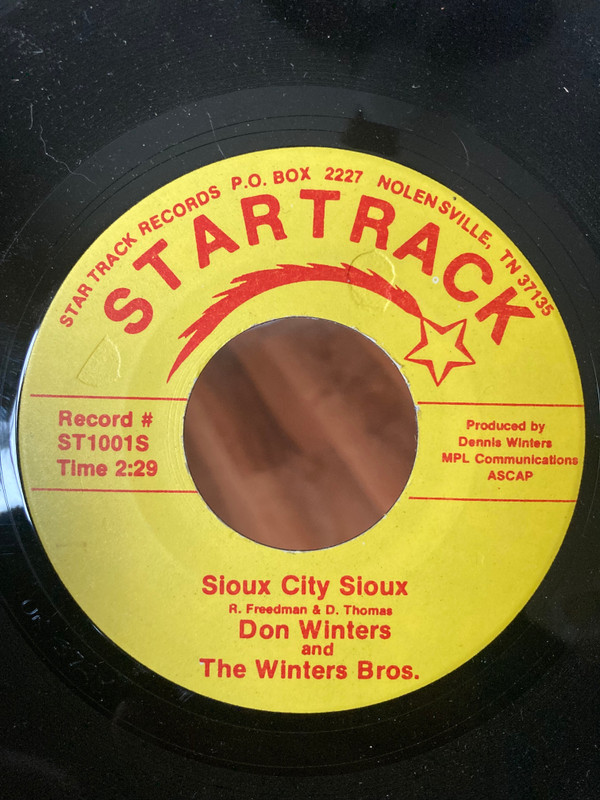 STAR TRACK RECORDS P.O. BOX 2227 NOLENSVILLE, TN 37135
STARTRACK
Record #
ST1001S
Time 2:29
Produced by
Dennis Winters
MPL Communications
ASCAP
Sioux City Sioux
R. Freedman & D. Thomas
Don Winters
and
The Winters Bros.